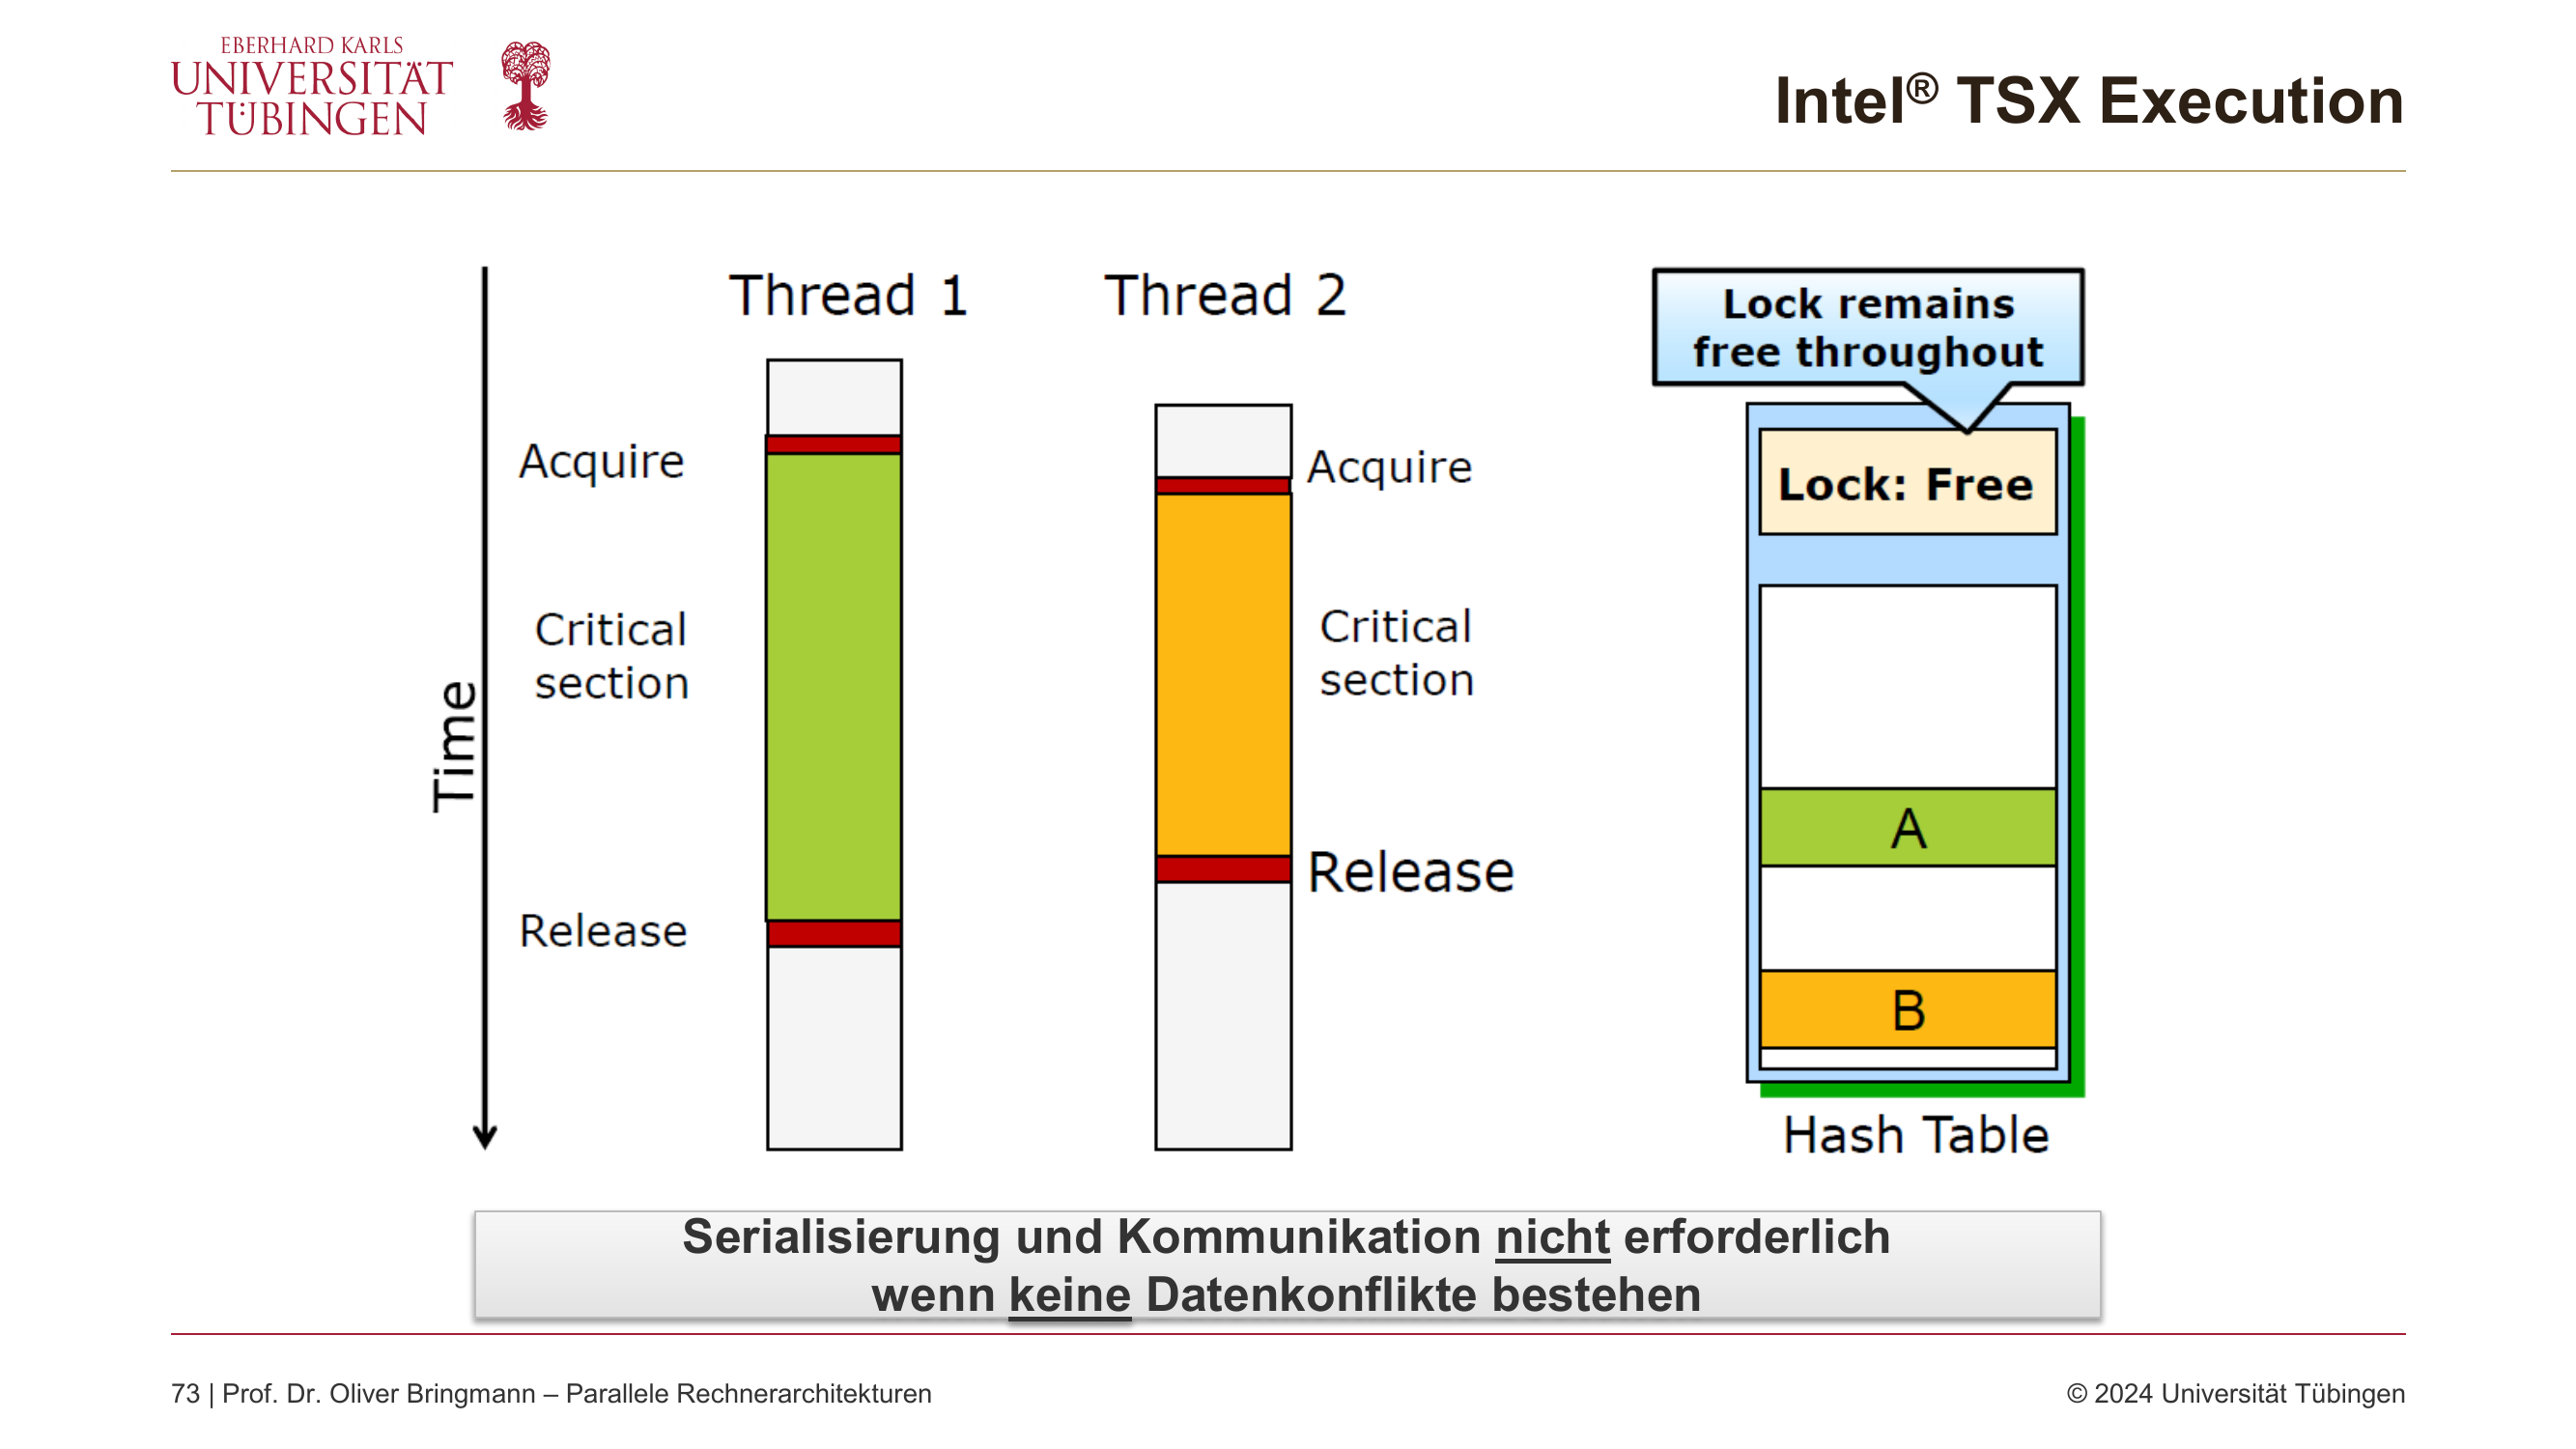 EBERHARD KARLS
UNIVERSITÄT
TÜBINGEN
Intel® TSX Execution
Thread 1
Thread 2
Lock remains
free throughout
Acquire
Acquire
Lock: Free
Critical
section
Critical
section
Time
A
Release
Release
B
Hash Table
Serialisierung und Kommunikation nicht erforderlich
wenn keine Datenkonflikte bestehen
73 | Prof. Dr. Oliver Bringmann – Parallele Rechnerarchitekturen
© 2024 Universität Tübingen